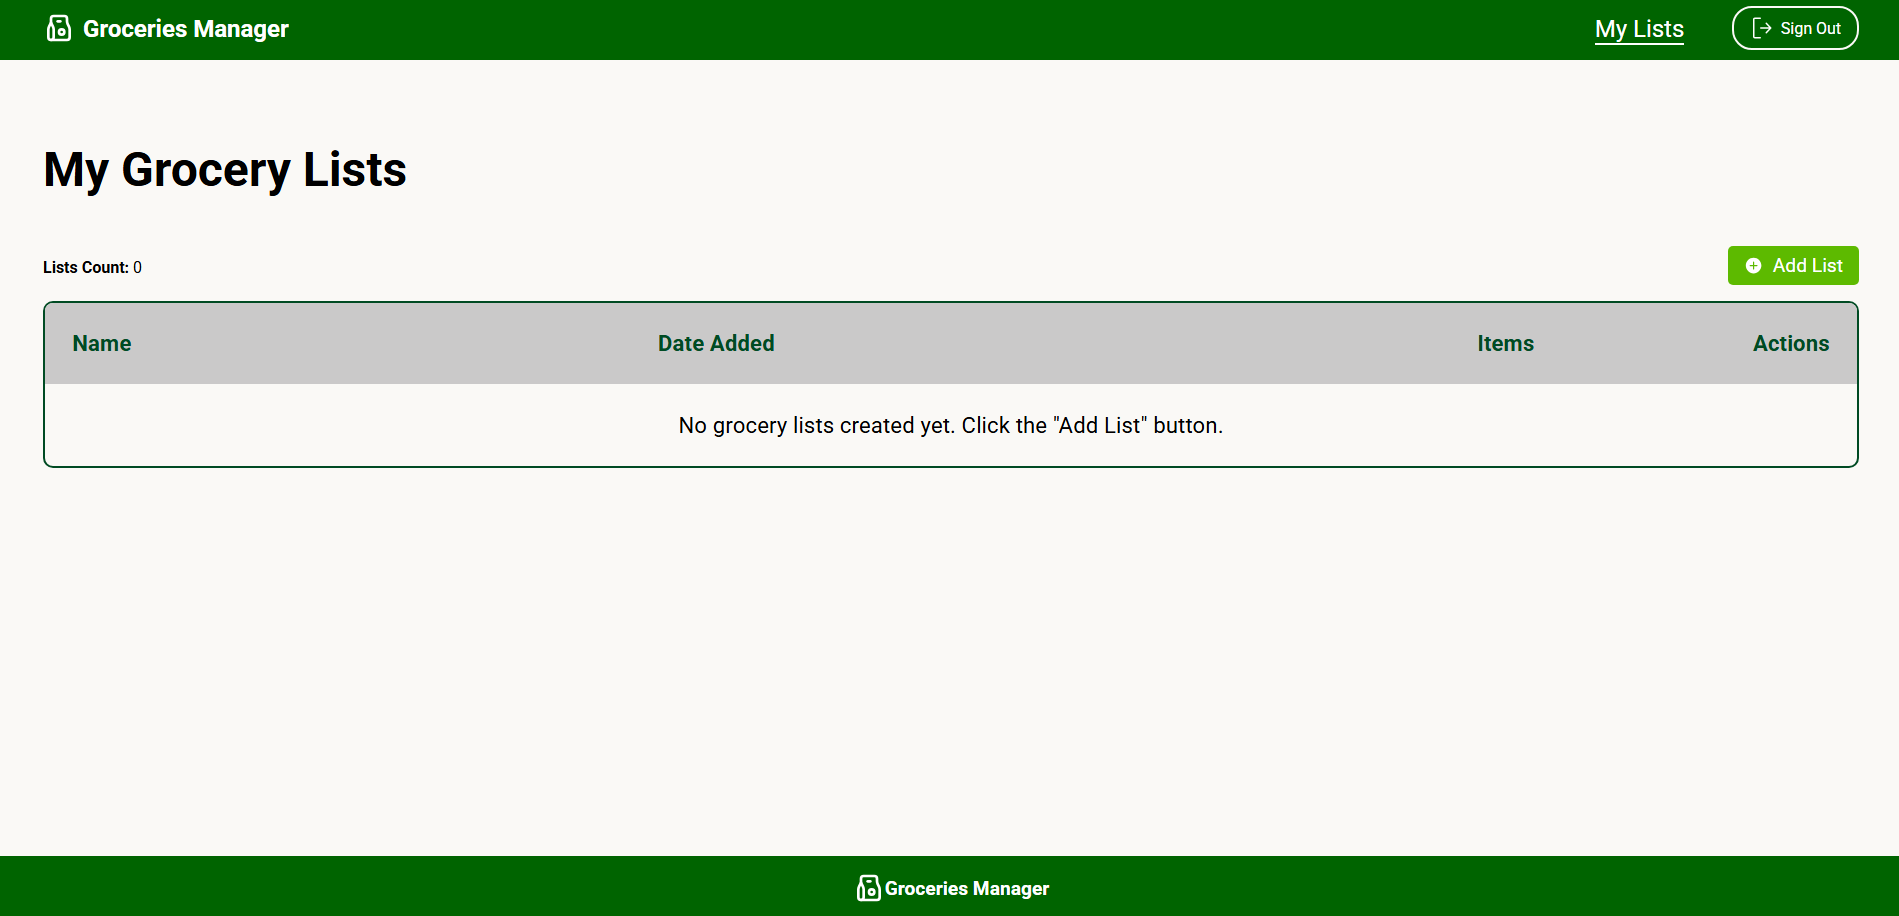 Groceries Manager
My Lists
Sign Out
My Grocery Lists
Lists Count: 0
Add List
Name Date Added Items Actions
No grocery lists created yet. Click the "Add List" button.
Groceries Manager